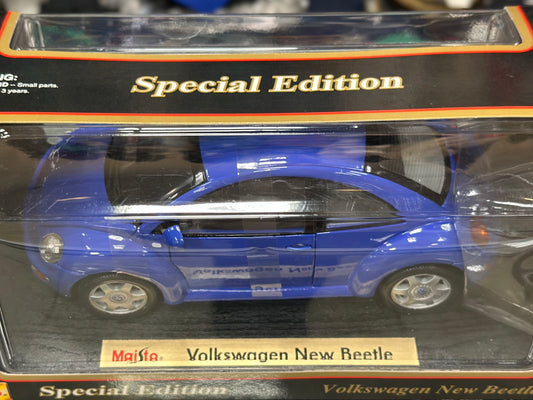 NG:
D -- Small parts.
3 years.
Special Edition
Maisto Volkswagen New Beetle
Special Edition Volkswagen New Beetle